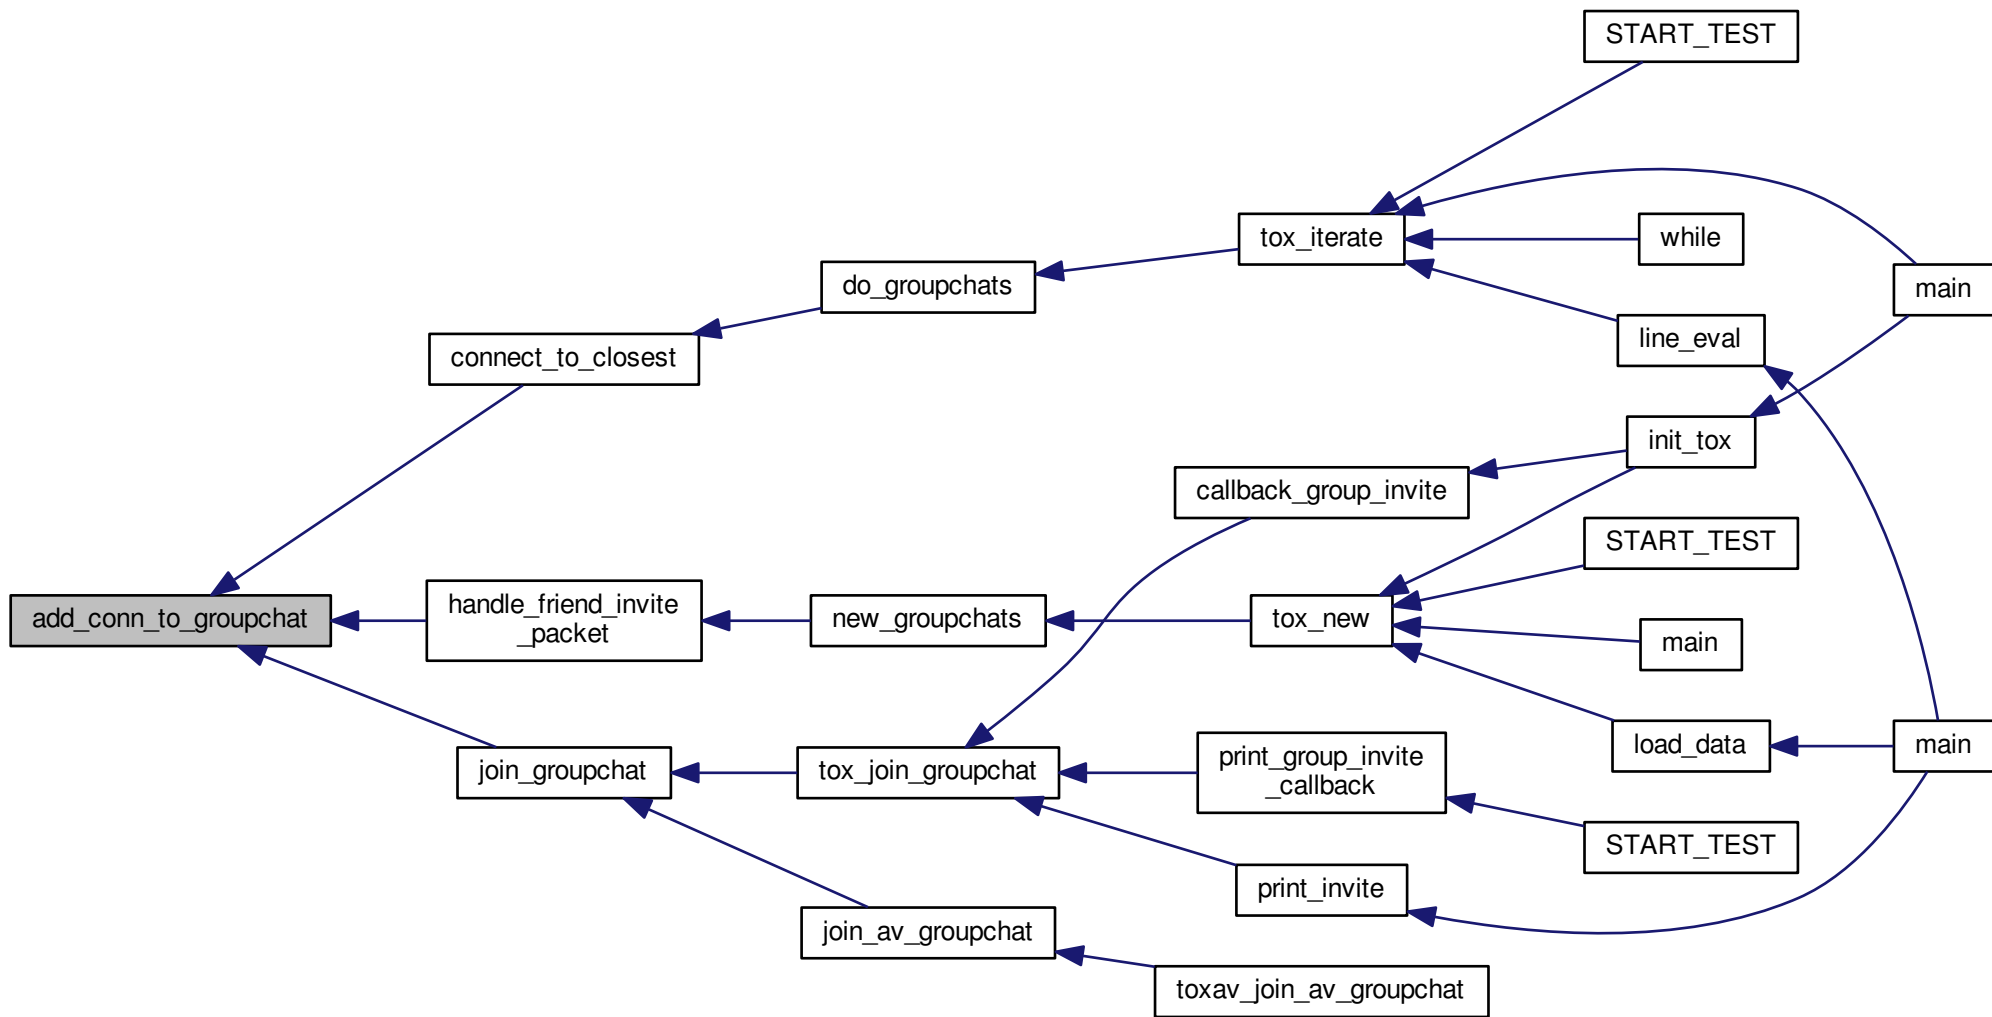 START_TEST
tox_iterate
while
do_groupchats
main
line_eval
connect_to_closest
init_tox
callback_group_invite
START_TEST
add_conn_to_groupchat
handle_friend_invite
_packet
new_groupchats
tox_new
main
join_groupchat
tox_join_groupchat
print_group_invite
_callback
load_data
main
START_TEST
print_invite
join_av_groupchat
toxav_join_av_groupchat